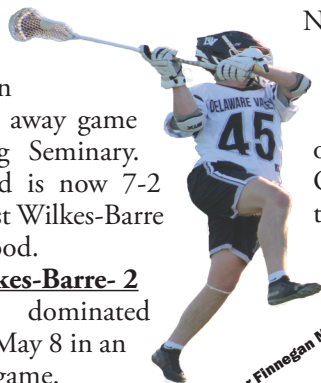 N
n
away game
g Seminary.
d is now 7-2
st Wilkes-Barre
ood.
kes-Barre- 2
dominated
May 8 in an
game.
DELAWARE VA
45
C
t
Finnegan